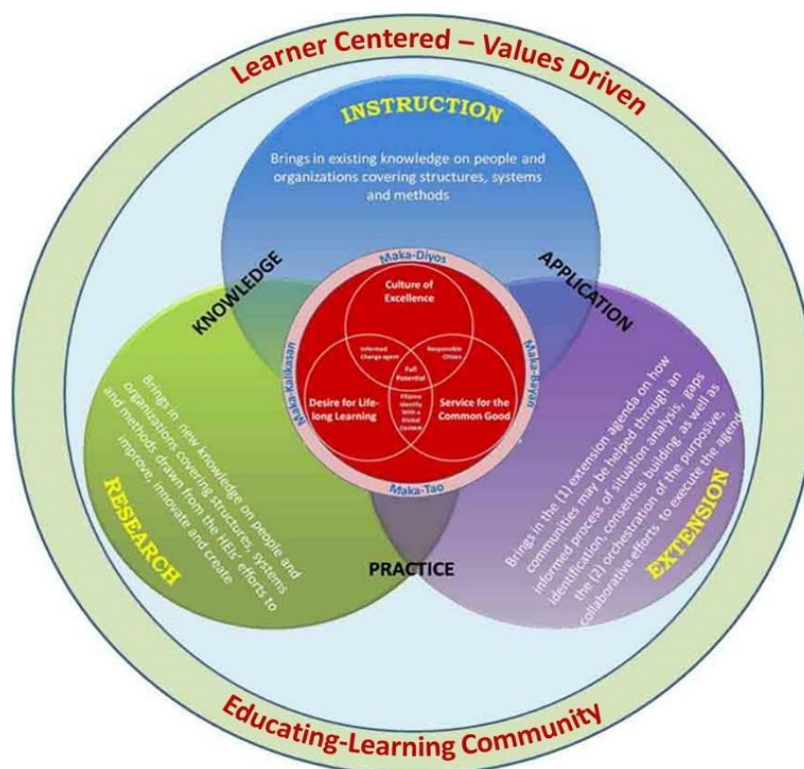 Learner Centered – Values Driven
INSTRUCTION
Brings in existing knowledge on people and
organizations covering structures, systems
and methods
KNOWLEDGE
APPLICATION
Maka-Diyos
Culture of
Excellence
Informed
Change agent
Responsible
Citizen
Full
Potential
Maka-Kalikasan
Maka-Bayan
Desire for Life-
long Learning
Filipino
Identity
With a
Global
Context
Service for the
Common Good
Maka-Tao
Brings in new knowledge on people and
organizations covering structures, systems
and methods drawn from the HEIs' efforts to
improve, innovate and create
RESEARCH
Brings in the (1) extension agenda on how
communities may be helped through an
informed process of situation analysis, gaps
identification, consensus building as well as
the (2) orchestration of the purposive,
collaborative efforts to execute the agenda
EXTENSION
PRACTICE
Educating-Learning Community